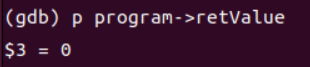 (gdb) p program->retValue
$3 = 0